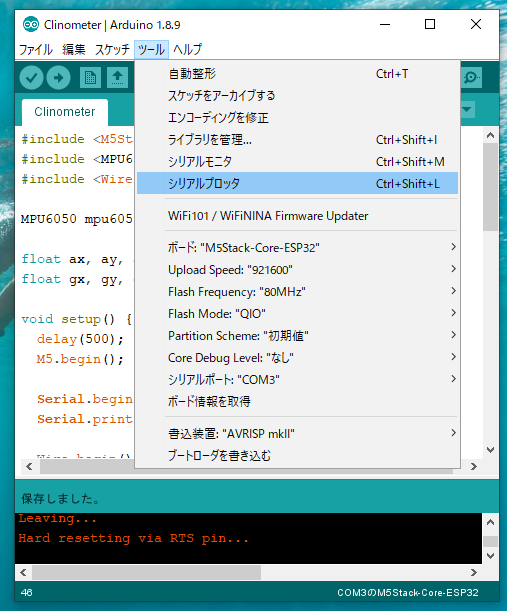 Clinometer | Arduino 1.8.9
ファイル 編集 スケッチ ツール ヘルプ
自動整形 Ctrl+T
スケッチをアーカイブする
エンコーディングを修正
ライブラリを管理... Ctrl+Shift+I
シリアルモニタ Ctrl+Shift+M
シリアルプロッタ Ctrl+Shift+L
WiFi101 / WiFiNINA Firmware Updater
ボード: "M5Stack-Core-ESP32"
Upload Speed: "921600"
Flash Frequency: "80MHz"
Flash Mode: "QIO"
Partition Scheme: "初期値"
Core Debug Level: "なし"
シリアルポート: "COM3"
ボード情報を取得
書込装置: "AVRISP mkII"
ブートローダを書き込む
Clinometer
#include <M5Sta
#include <MPU6
#include <Wire
MPU6050 mpu605
float ax, ay,
float gx, gy,
void setup() {
delay(500);
M5.begin();
Serial.begin
Serial.print
Wire.begin()
保存しました。
Leaving...
Hard resetting via RTS pin...
46 COM3のM5Stack-Core-ESP32